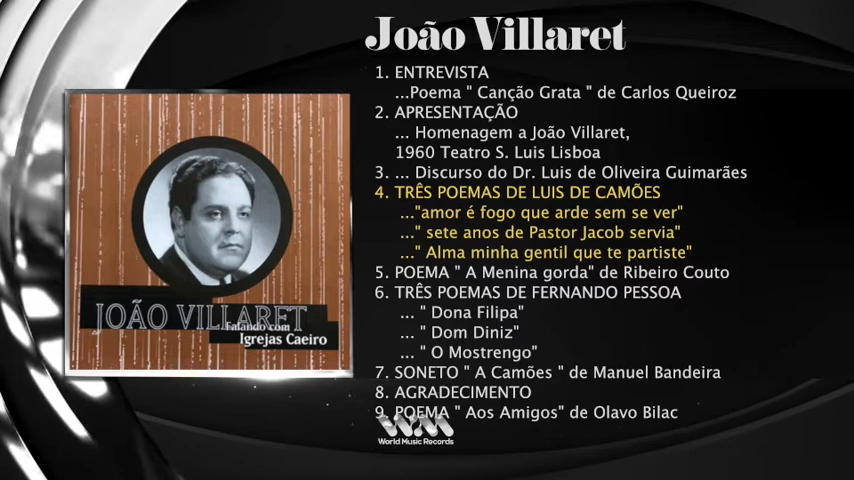 João Villaret
1. ENTREVISTA
...Poema " Canção Grata " de Carlos Queiroz
2. APRESENTAÇÃO
... Homenagem a João Villaret,
1960 Teatro S. Luis Lisboa
3. ... Discurso do Dr. Luis de Oliveira Guimarães
4. TRÊS POEMAS DE LUIS DE CAMÕES
..."amor é fogo que arde sem se ver"
..." sete anos de Pastor Jacob servia"
..." Alma minha gentil que te partiste"
5. POEMA " A Menina gorda" de Ribeiro Couto
6. TRÊS POEMAS DE FERNANDO PESSOA
... " Dona Filipa"
... " Dom Diniz"
... " O Mostrengo"
7. SONETO " A Camões " de Manuel Bandeira
8. AGRADECIMENTO
9. POEMA " Aos Amigos" de Olavo Bilac
JOÃO VILLARET
Falando com
Igrejas Caeiro
WM
World Music Records